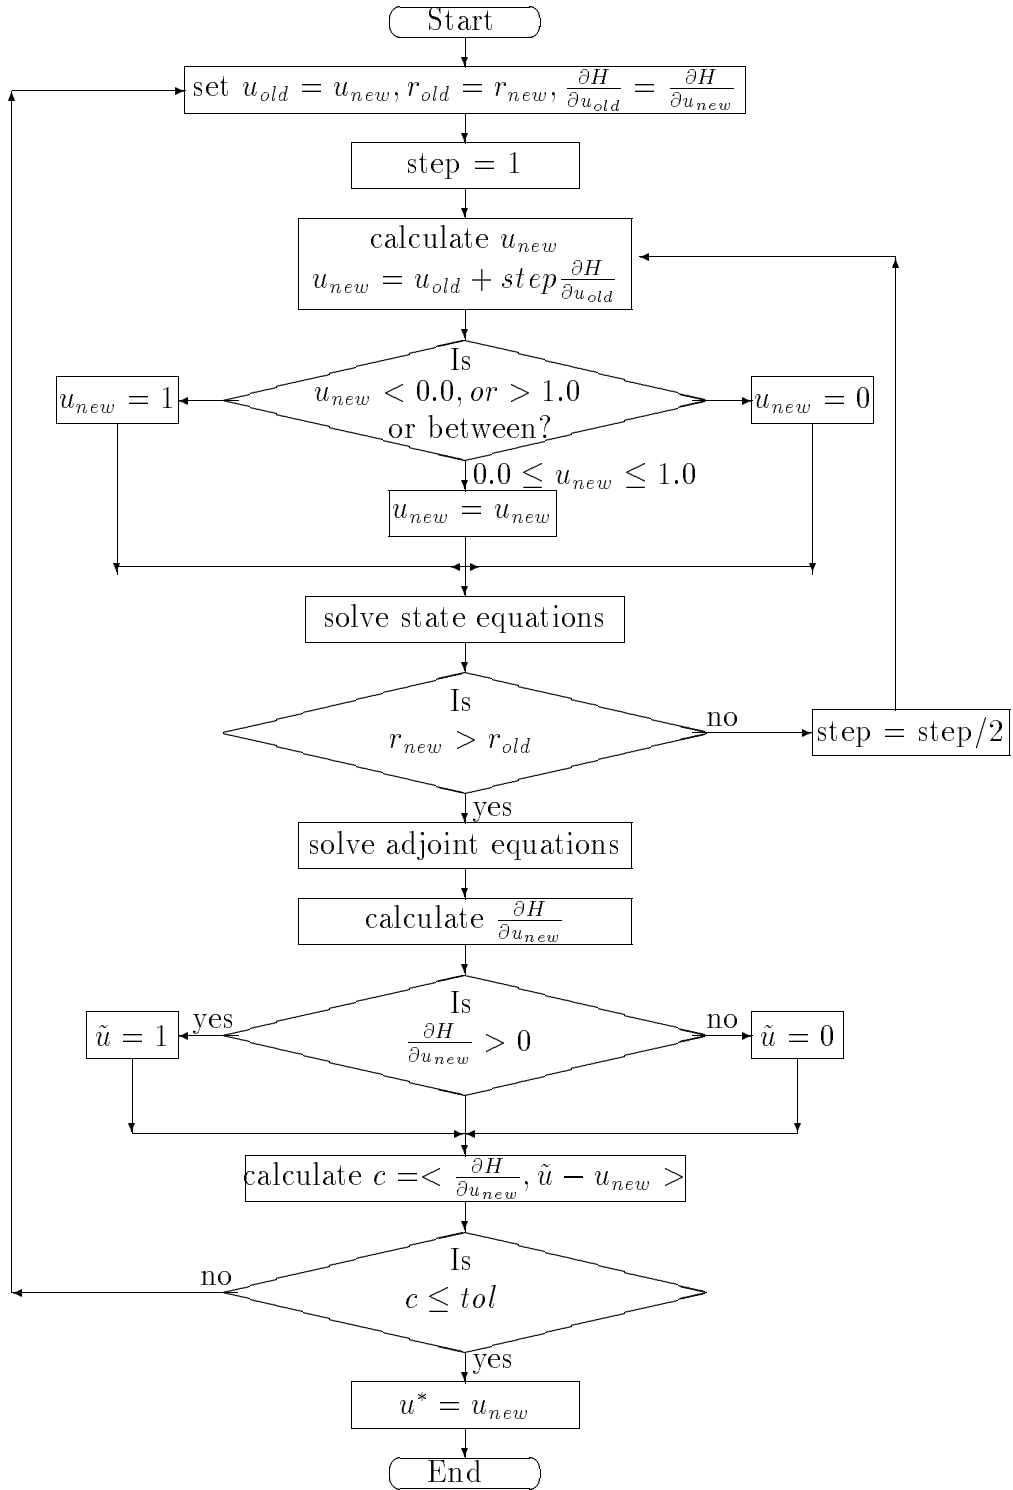 Start
set u_old = u_new, r_old = r_new, ∂H/∂u_old = ∂H/∂u_new
step = 1
calculate u_new
u_new = u_old + step ∂H/∂u_old
Is
u_new < 0.0, or > 1.0
or between?
u_new = 1
u_new = 0
0.0 ≤ u_new ≤ 1.0
u_new = u_new
solve state equations
Is
r_new > r_old
no
step = step/2
yes
solve adjoint equations
calculate ∂H/∂u_new
Is
∂H/∂u_new > 0
yes
ũ = 1
no
ũ = 0
calculate c =< ∂H/∂u_new, ũ − u_new >
Is
c ≤ tol
no
yes
u* = u_new
End